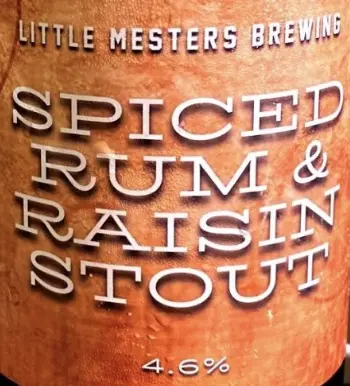 LITTLE MESTERS BREWING
SPICED
RUM &
RAISIN
STOUT
4.6%